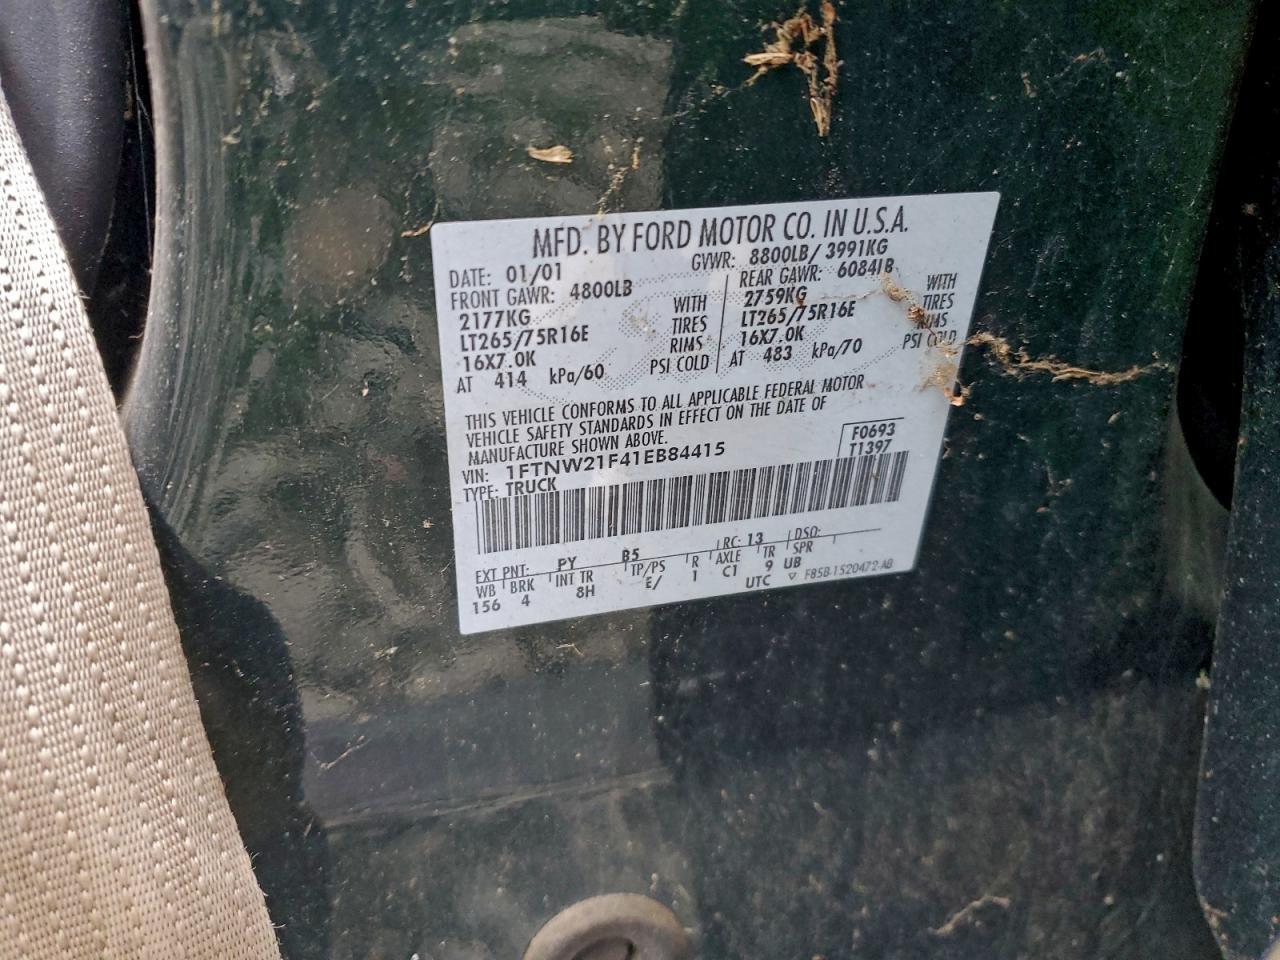 MFD. BY FORD MOTOR CO. IN U.S.A.
DATE: 01/01 GVWR: 8800LB/ 3991KG
FRONT GAWR: 4800LB REAR GAWR: 6084LB
2177KG WITH 2759KG WITH
LT265/75R16E TIRES LT265/75R16E TIRES
16X7.0K RIMS 16X7.0K RIMS
AT 414 kPa/60 PSI COLD AT 483 kPa/70 PSI COLD
THIS VEHICLE CONFORMS TO ALL APPLICABLE FEDERAL MOTOR
VEHICLE SAFETY STANDARDS IN EFFECT ON THE DATE OF
MANUFACTURE SHOWN ABOVE.
VIN: 1FTNW21F41EB84415 F0693
TYPE: TRUCK T1397
EXT PNT: PY B5 RC: 13 DSO:
WB BRK INT TR TP/PS R AXLE TR SPR
156 4 8H E/ 1 C1 9 UB
UTC ▽ F85B-1520472-AB